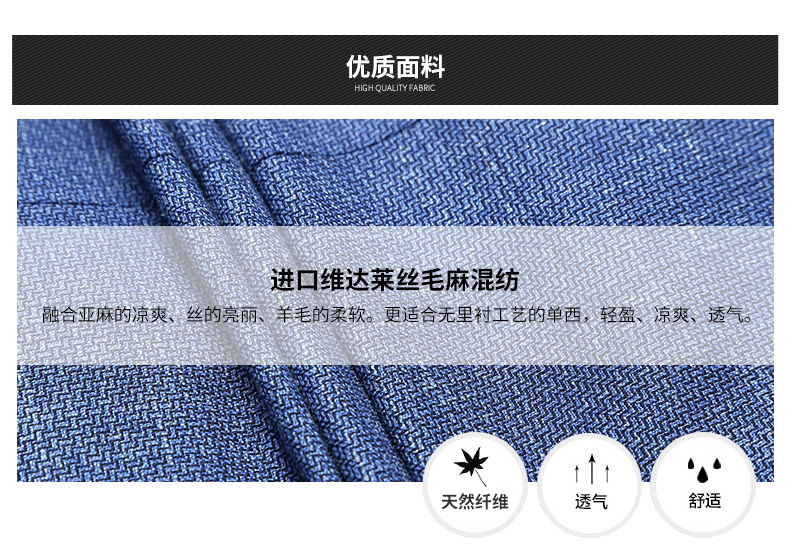 优质面料
HIGH QUALITY FABRIC
进口维达莱丝毛麻混纺
融合亚麻的凉爽、丝的亮丽、羊毛的柔软。更适合无里衬工艺的单西，轻盈、凉爽、透气。
天然纤维
透气
舒适